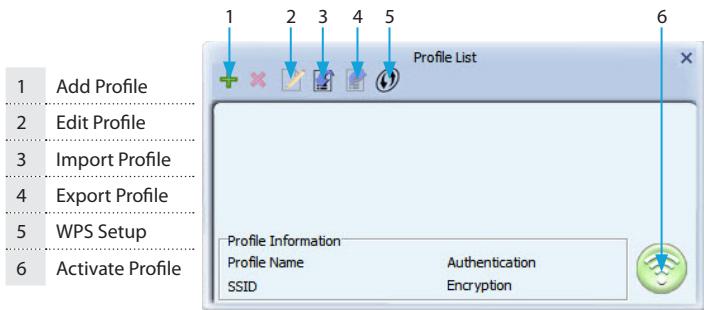 1 2 3 4 5 6
Profile List
1 Add Profile
2 Edit Profile
3 Import Profile
4 Export Profile
5 WPS Setup
6 Activate Profile
Profile Information
Profile Name Authentication
SSID Encryption